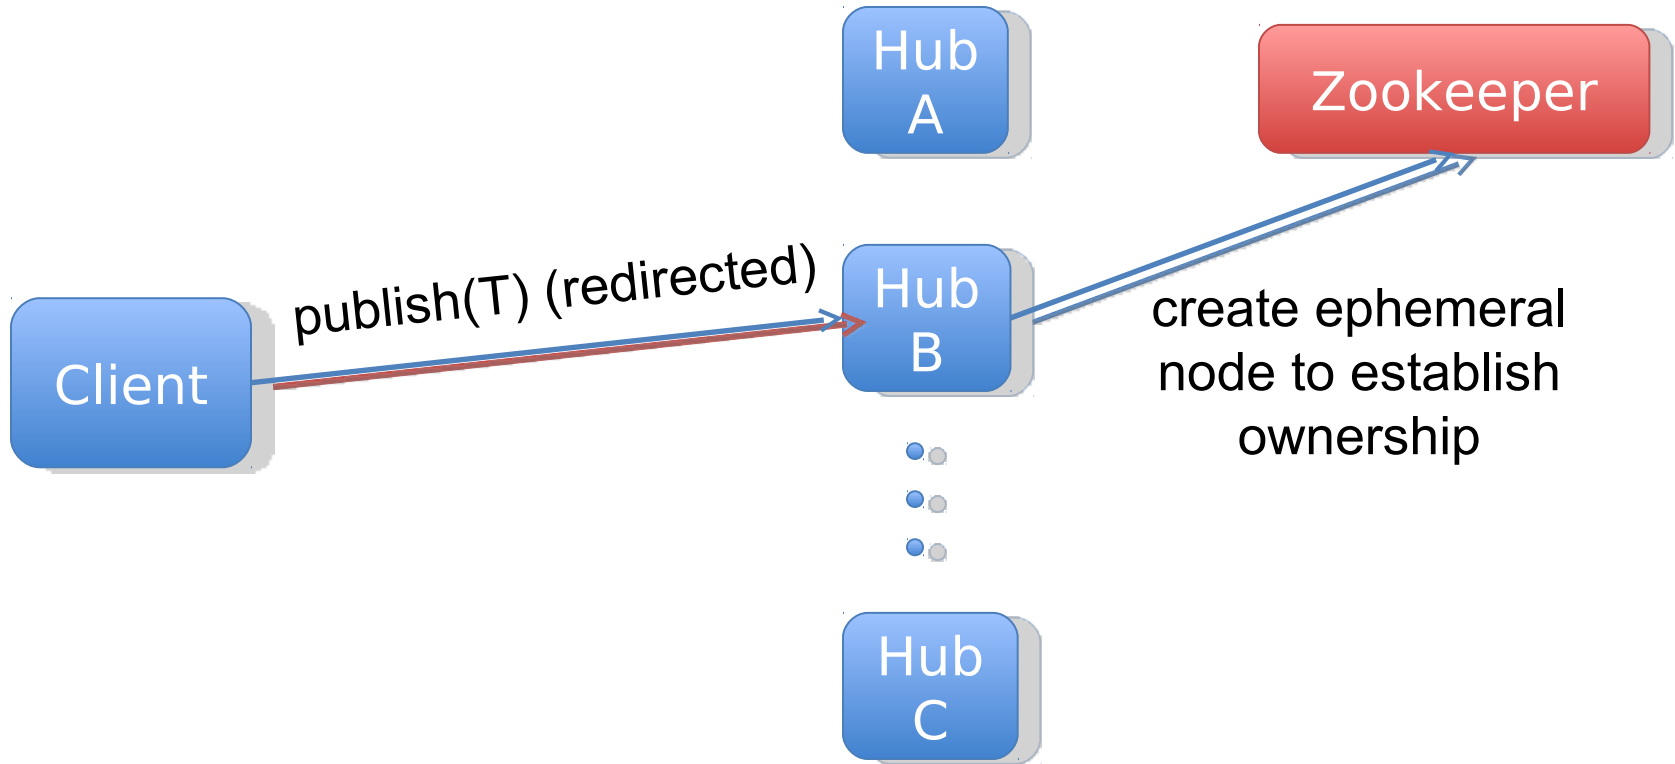 Hub
A
Zookeeper
publish(T) (redirected)
Hub
B
Client
create ephemeral
node to establish
ownership
Hub
C